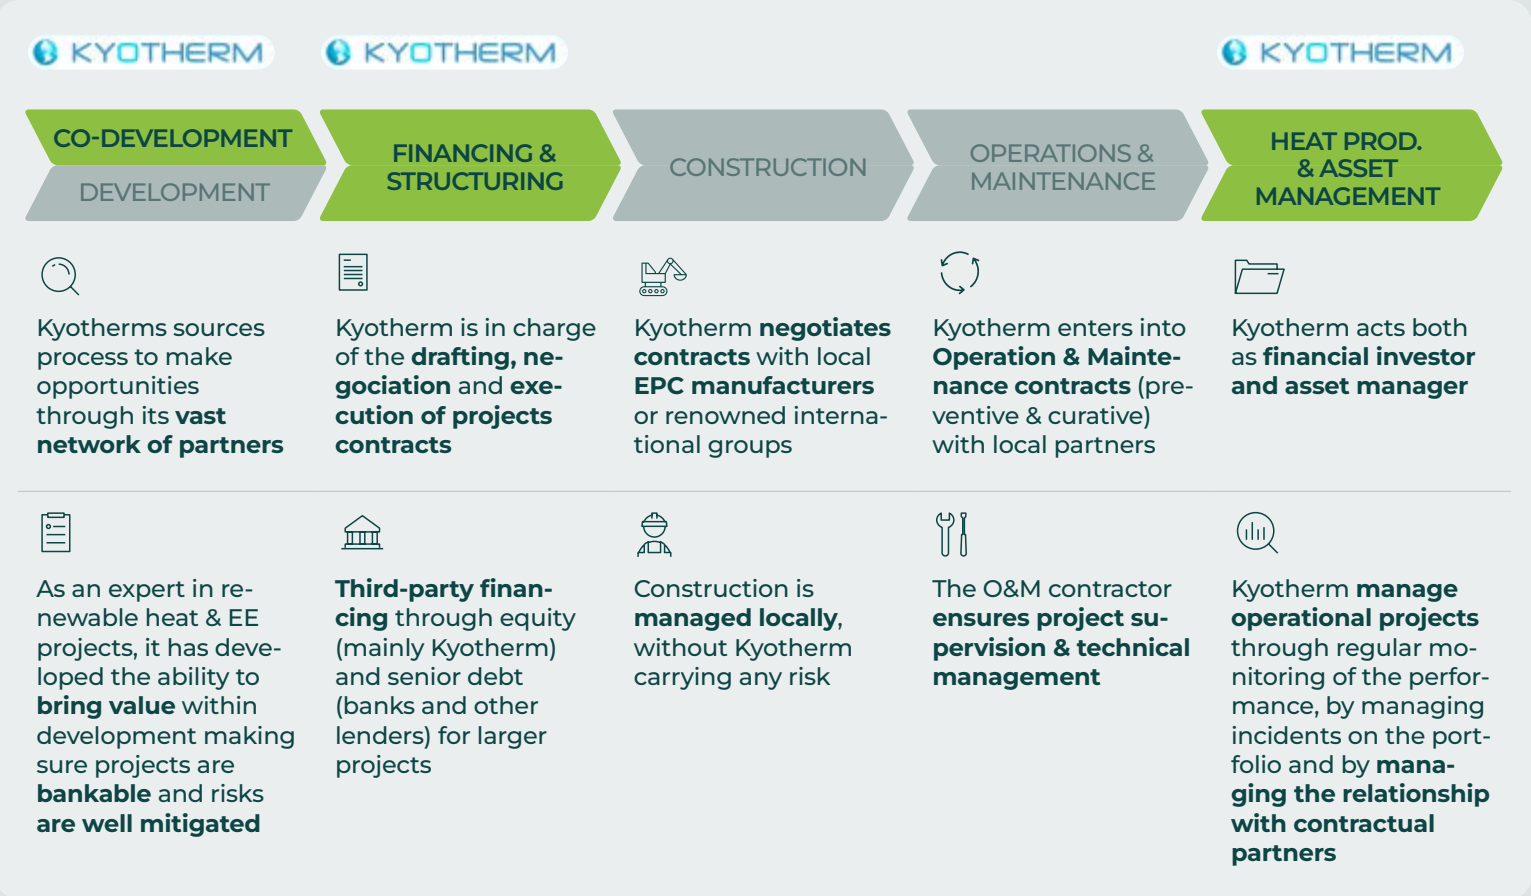 KYOTHERM
KYOTHERM
KYOTHERM
CO-DEVELOPMENT
DEVELOPMENT
FINANCING &
STRUCTURING
CONSTRUCTION
OPERATIONS &
MAINTENANCE
HEAT PROD.
& ASSET
MANAGEMENT
Kyotherms sources
process to make
opportunities
through its vast
network of partners
Kyotherm is in charge
of the drafting, ne-
gociation and exe-
cution of projects
contracts
Kyotherm negotiates
contracts with local
EPC manufacturers
or renowned interna-
tional groups
Kyotherm enters into
Operation & Mainte-
nance contracts (pre-
ventive & curative)
with local partners
Kyotherm acts both
as financial investor
and asset manager
As an expert in re-
newable heat & EE
projects, it has deve-
loped the ability to
bring value within
development making
sure projects are
bankable and risks
are well mitigated
Third-party finan-
cing through equity
(mainly Kyotherm)
and senior debt
(banks and other
lenders) for larger
projects
Construction is
managed locally,
without Kyotherm
carrying any risk
The O&M contractor
ensures project su-
pervision & technical
management
Kyotherm manage
operational projects
through regular mo-
nitoring of the perfor-
mance, by managing
incidents on the port-
folio and by mana-
ging the relationship
with contractual
partners